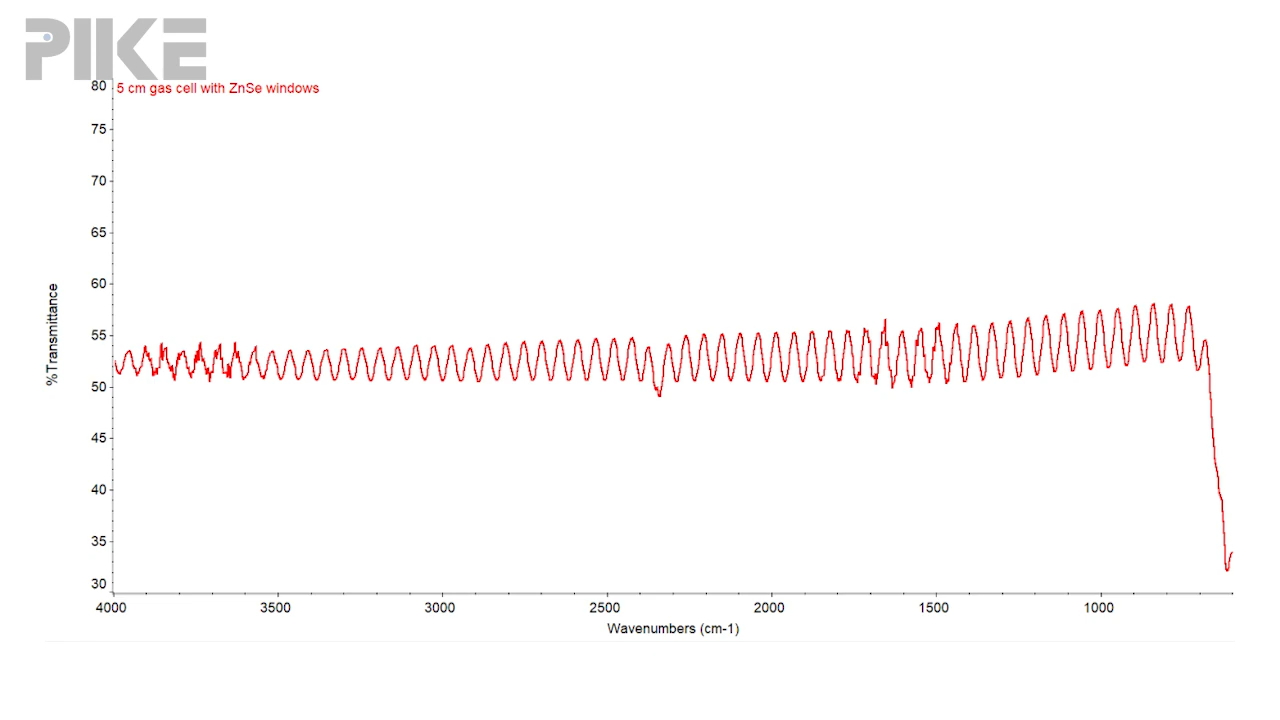 PIKE
5 cm gas cell with ZnSe windows
80
75
70
65
60
55
50
45
40
35
30
%Transmittance
4000 3500 3000 2500 2000 1500 1000
Wavenumbers (cm-1)